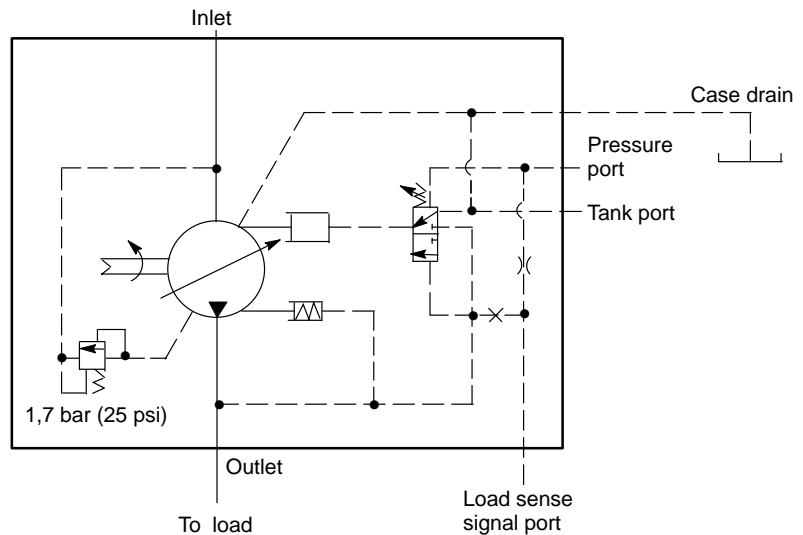 Inlet
Case drain
Pressure
port
Tank port
1,7 bar (25 psi)
Outlet
To load
Load sense
signal port